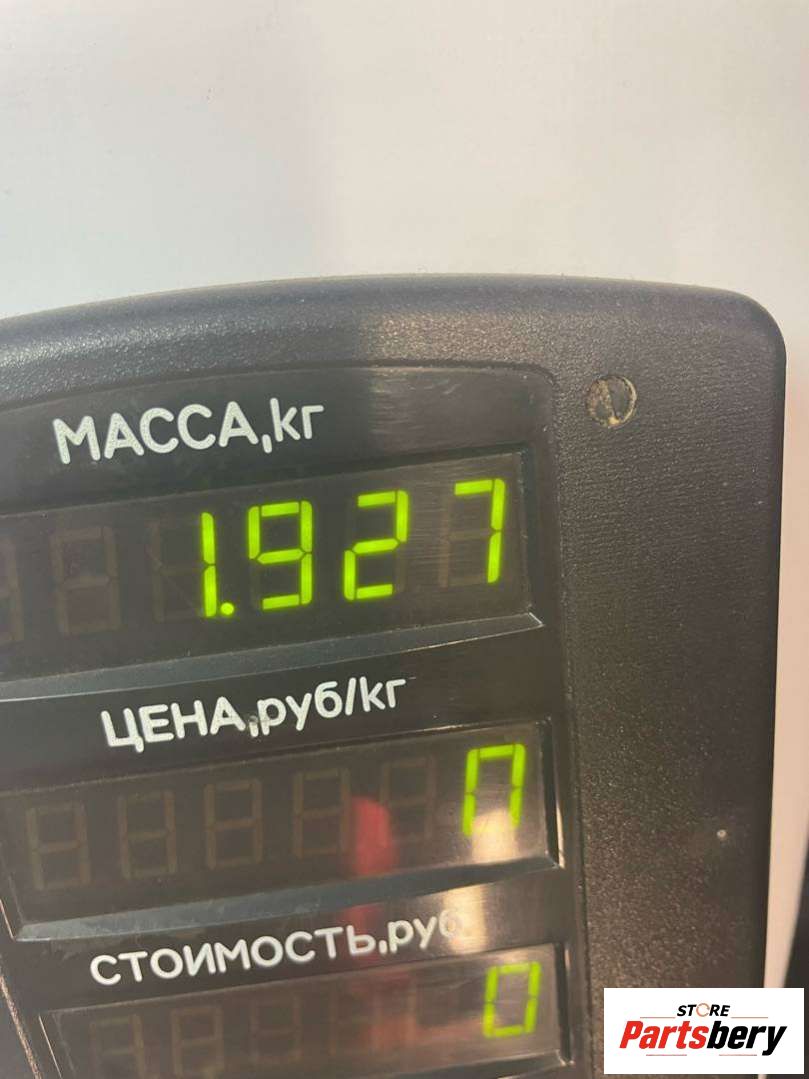 МАССА,кг
1.927
ЦЕНА,руб/кг
0
СТОИМОСТЬ,руб
0
STORE
Partsbery